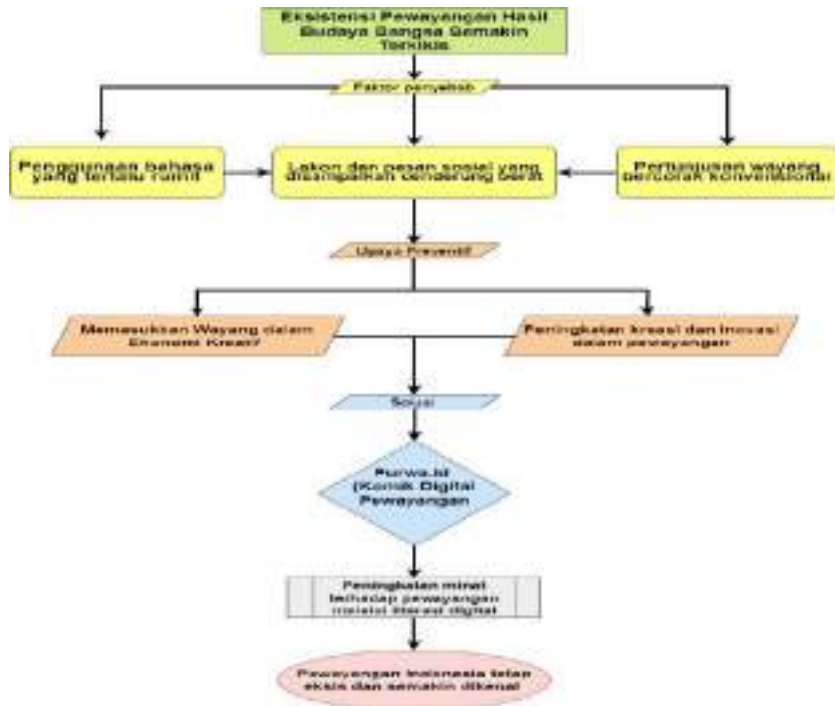 Eksistensi Pewayangan Hasil
Budaya Bangsa Semakin
Terkikis
Faktor penyebab
Penggunaan bahasa
yang terlalu rumit
Lakon dan pesan sosial yang
disampaikan cenderung berat
Pertunjukan wayang
bercorak konvensional
Upaya Preventif
Memasukkan Wayang dalam
Ekonomi Kreatif
Peningkatan kreasi dan inovasi
dalam pewayangan
Solusi
Purwa.id
(Komik Digital
Pewayangan
Peningkatan minat
terhadap pewayangan
melalui literasi digital
Pewayangan Indonesia tetap
eksis dan semakin dikenal